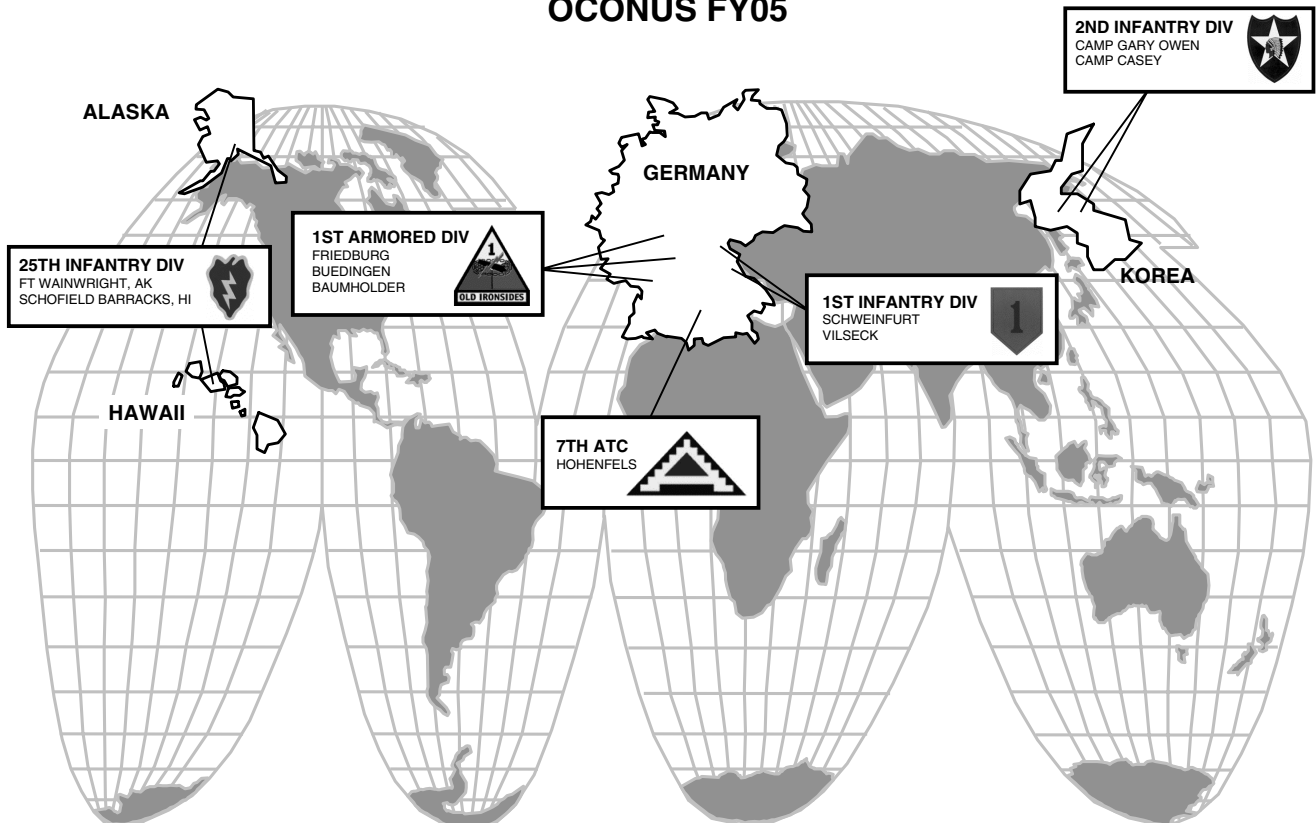 OCONUS FY05
2ND INFANTRY DIV
CAMP GARY OWEN
CAMP CASEY
ALASKA
GERMANY
KOREA
25TH INFANTRY DIV
FT WAINWRIGHT, AK
SCHOFIELD BARRACKS, HI
1ST ARMORED DIV
FRIEDBURG
BUEDINGEN
BAUMHOLDER
1
OLD IRONSIDES
1ST INFANTRY DIV
SCHWEINFURT
VILSECK
1
HAWAII
7TH ATC
HOHENFELS